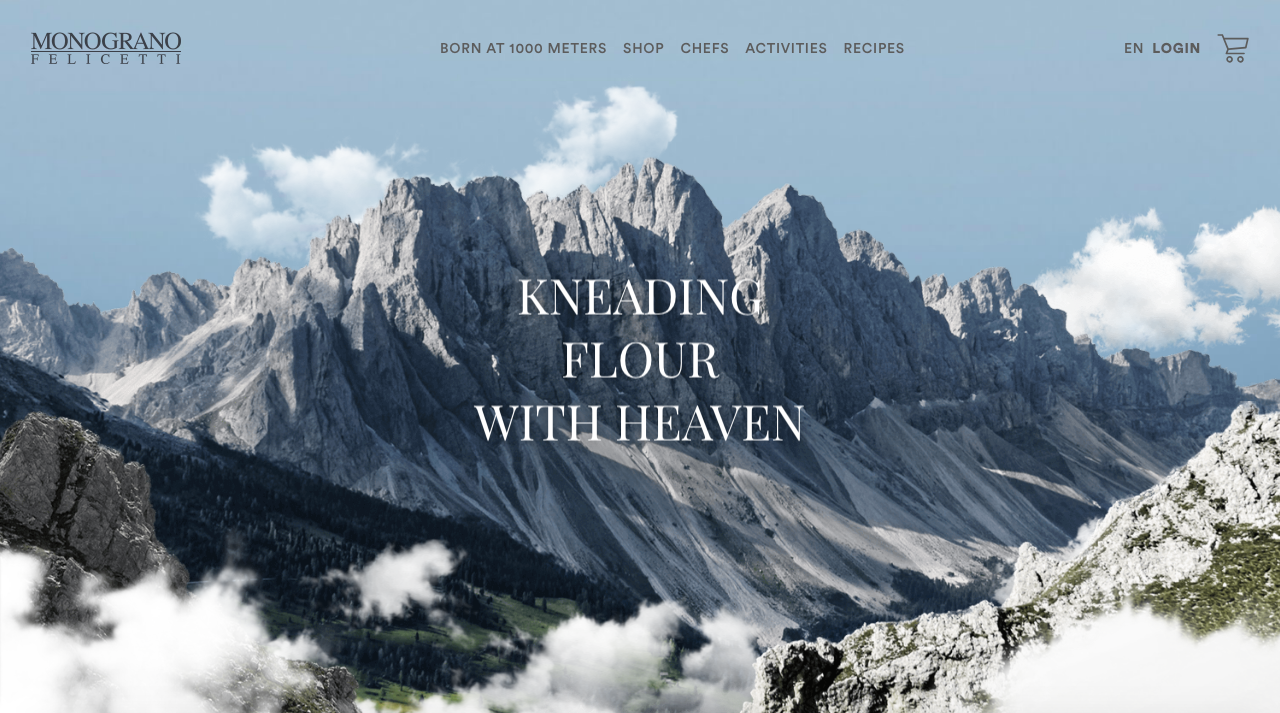 MONOGRANO
FELICETTI
BORN AT 1000 METERS SHOP CHEFS ACTIVITIES RECIPES
EN LOGIN
KNEADING
FLOUR
WITH HEAVEN